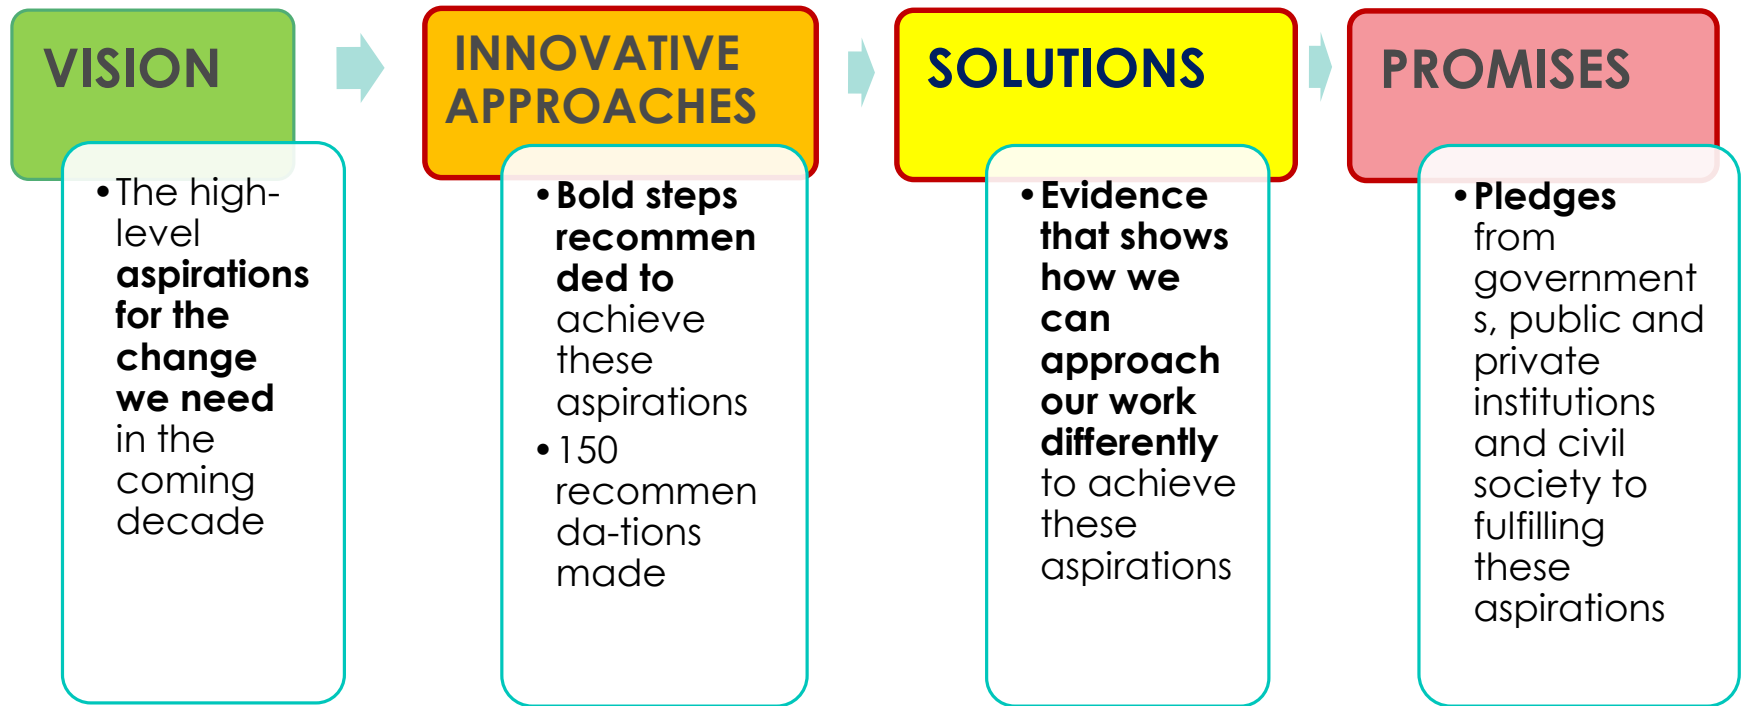 VISION
•The high-
level
aspirations
for the
change
we need
in the
coming
decade
INNOVATIVE
APPROACHES
•Bold steps
recommen
ded to
achieve
these
aspirations
•150
recommen
da-tions
made
SOLUTIONS
•Evidence
that shows
how we
can
approach
our work
differently
to achieve
these
aspirations
PROMISES
•Pledges
from
government
s, public and
private
institutions
and civil
society to
fulfilling
these
aspirations